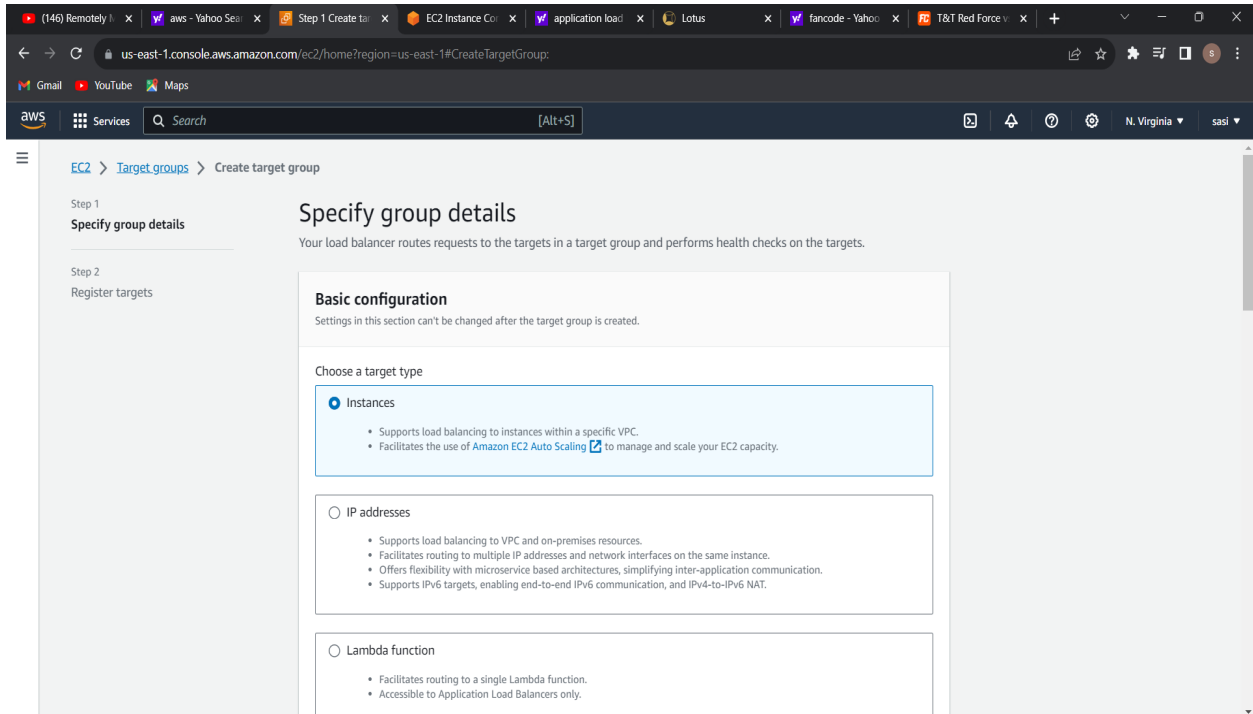 (146) Remotely
aws - Yahoo Sear
Step 1 Create tar
EC2 Instance Cor
application load
Lotus
fancode - Yahoo
T&T Red Force v
us-east-1.console.aws.amazon.com/ec2/home?region=us-east-1#CreateTargetGroup:
S
Gmail
YouTube
Maps
aws
Services
Search
[Alt+S]
N. Virginia
sasi
EC2 > Target groups > Create target group
Step 1
Specify group details
Step 2
Register targets
Specify group details
Your load balancer routes requests to the targets in a target group and performs health checks on the targets.
Basic configuration
Settings in this section can't be changed after the target group is created.
Choose a target type
Instances
• Supports load balancing to instances within a specific VPC.
• Facilitates the use of Amazon EC2 Auto Scaling to manage and scale your EC2 capacity.
IP addresses
• Supports load balancing to VPC and on-premises resources.
• Facilitates routing to multiple IP addresses and network interfaces on the same instance.
• Offers flexibility with microservice based architectures, simplifying inter-application communication.
• Supports IPv6 targets, enabling end-to-end IPv6 communication, and IPv4-to-IPv6 NAT.
Lambda function
• Facilitates routing to a single Lambda function.
• Accessible to Application Load Balancers only.